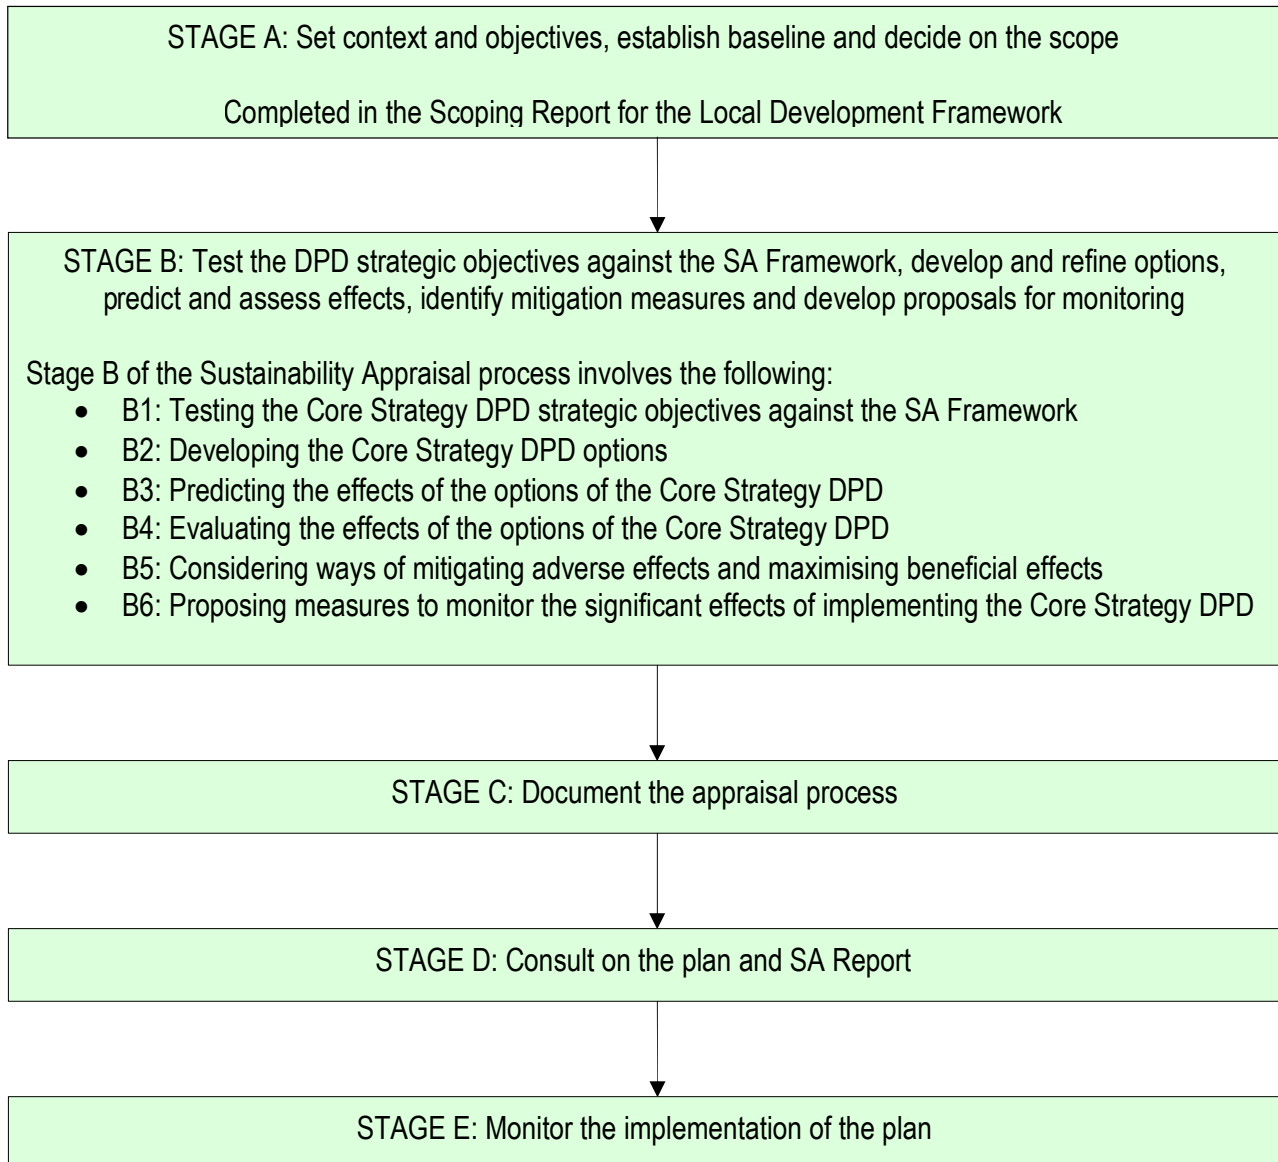 STAGE A: Set context and objectives, establish baseline and decide on the scope
Completed in the Scoping Report for the Local Development Framework
STAGE B: Test the DPD strategic objectives against the SA Framework, develop and refine options,
predict and assess effects, identify mitigation measures and develop proposals for monitoring
Stage B of the Sustainability Appraisal process involves the following:
• B1: Testing the Core Strategy DPD strategic objectives against the SA Framework
• B2: Developing the Core Strategy DPD options
• B3: Predicting the effects of the options of the Core Strategy DPD
• B4: Evaluating the effects of the options of the Core Strategy DPD
• B5: Considering ways of mitigating adverse effects and maximising beneficial effects
• B6: Proposing measures to monitor the significant effects of implementing the Core Strategy DPD
STAGE C: Document the appraisal process
STAGE D: Consult on the plan and SA Report
STAGE E: Monitor the implementation of the plan